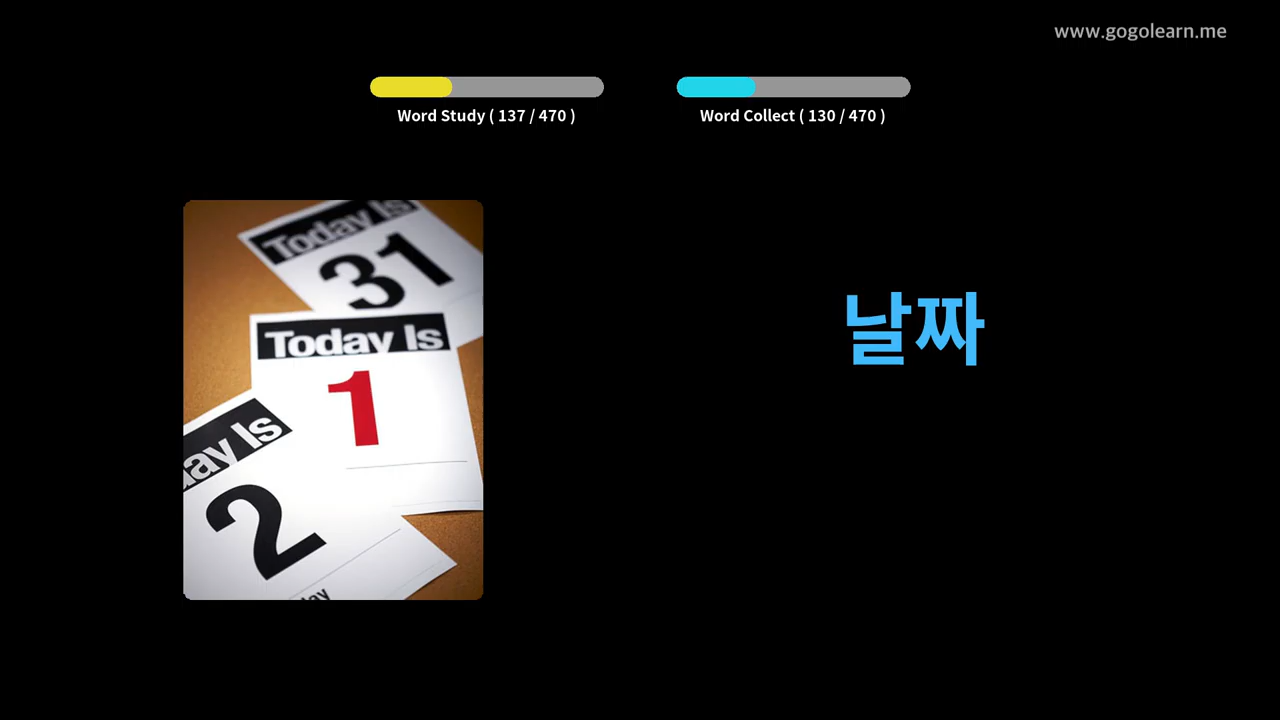 www.gogolearn.me
Word Study ( 137 / 470 )
Word Collect ( 130 / 470 )
Today Is
31
Today Is
1
ay Is
2
날짜